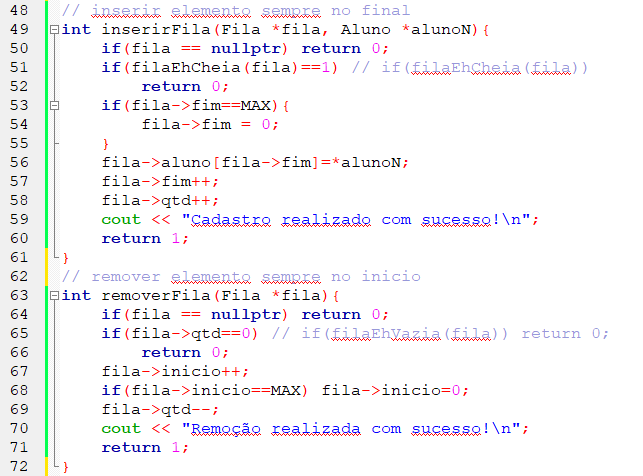 48 // inserir elemento sempre no final
49 int inserirFila(Fila *fila, Aluno *alunoN){
50 if(fila == nullptr) return 0;
51 if(filaEhCheia(fila)==1) // if(filaEhCheia(fila))
52 return 0;
53 if(fila->fim==MAX){
54 fila->fim = 0;
55 }
56 fila->aluno[fila->fim]=*alunoN;
57 fila->fim++;
58 fila->qtd++;
59 cout << "Cadastro realizado com sucesso!\n";
60 return 1;
61 }
62 // remover elemento sempre no inicio
63 int removerFila(Fila *fila){
64 if(fila == nullptr) return 0;
65 if(fila->qtd==0) // if(filaEhVazia(fila)) return 0;
66 return 0;
67 fila->inicio++;
68 if(fila->inicio==MAX) fila->inicio=0;
69 fila->qtd--;
70 cout << "Remoção realizada com sucesso!\n";
71 return 1;
72 }